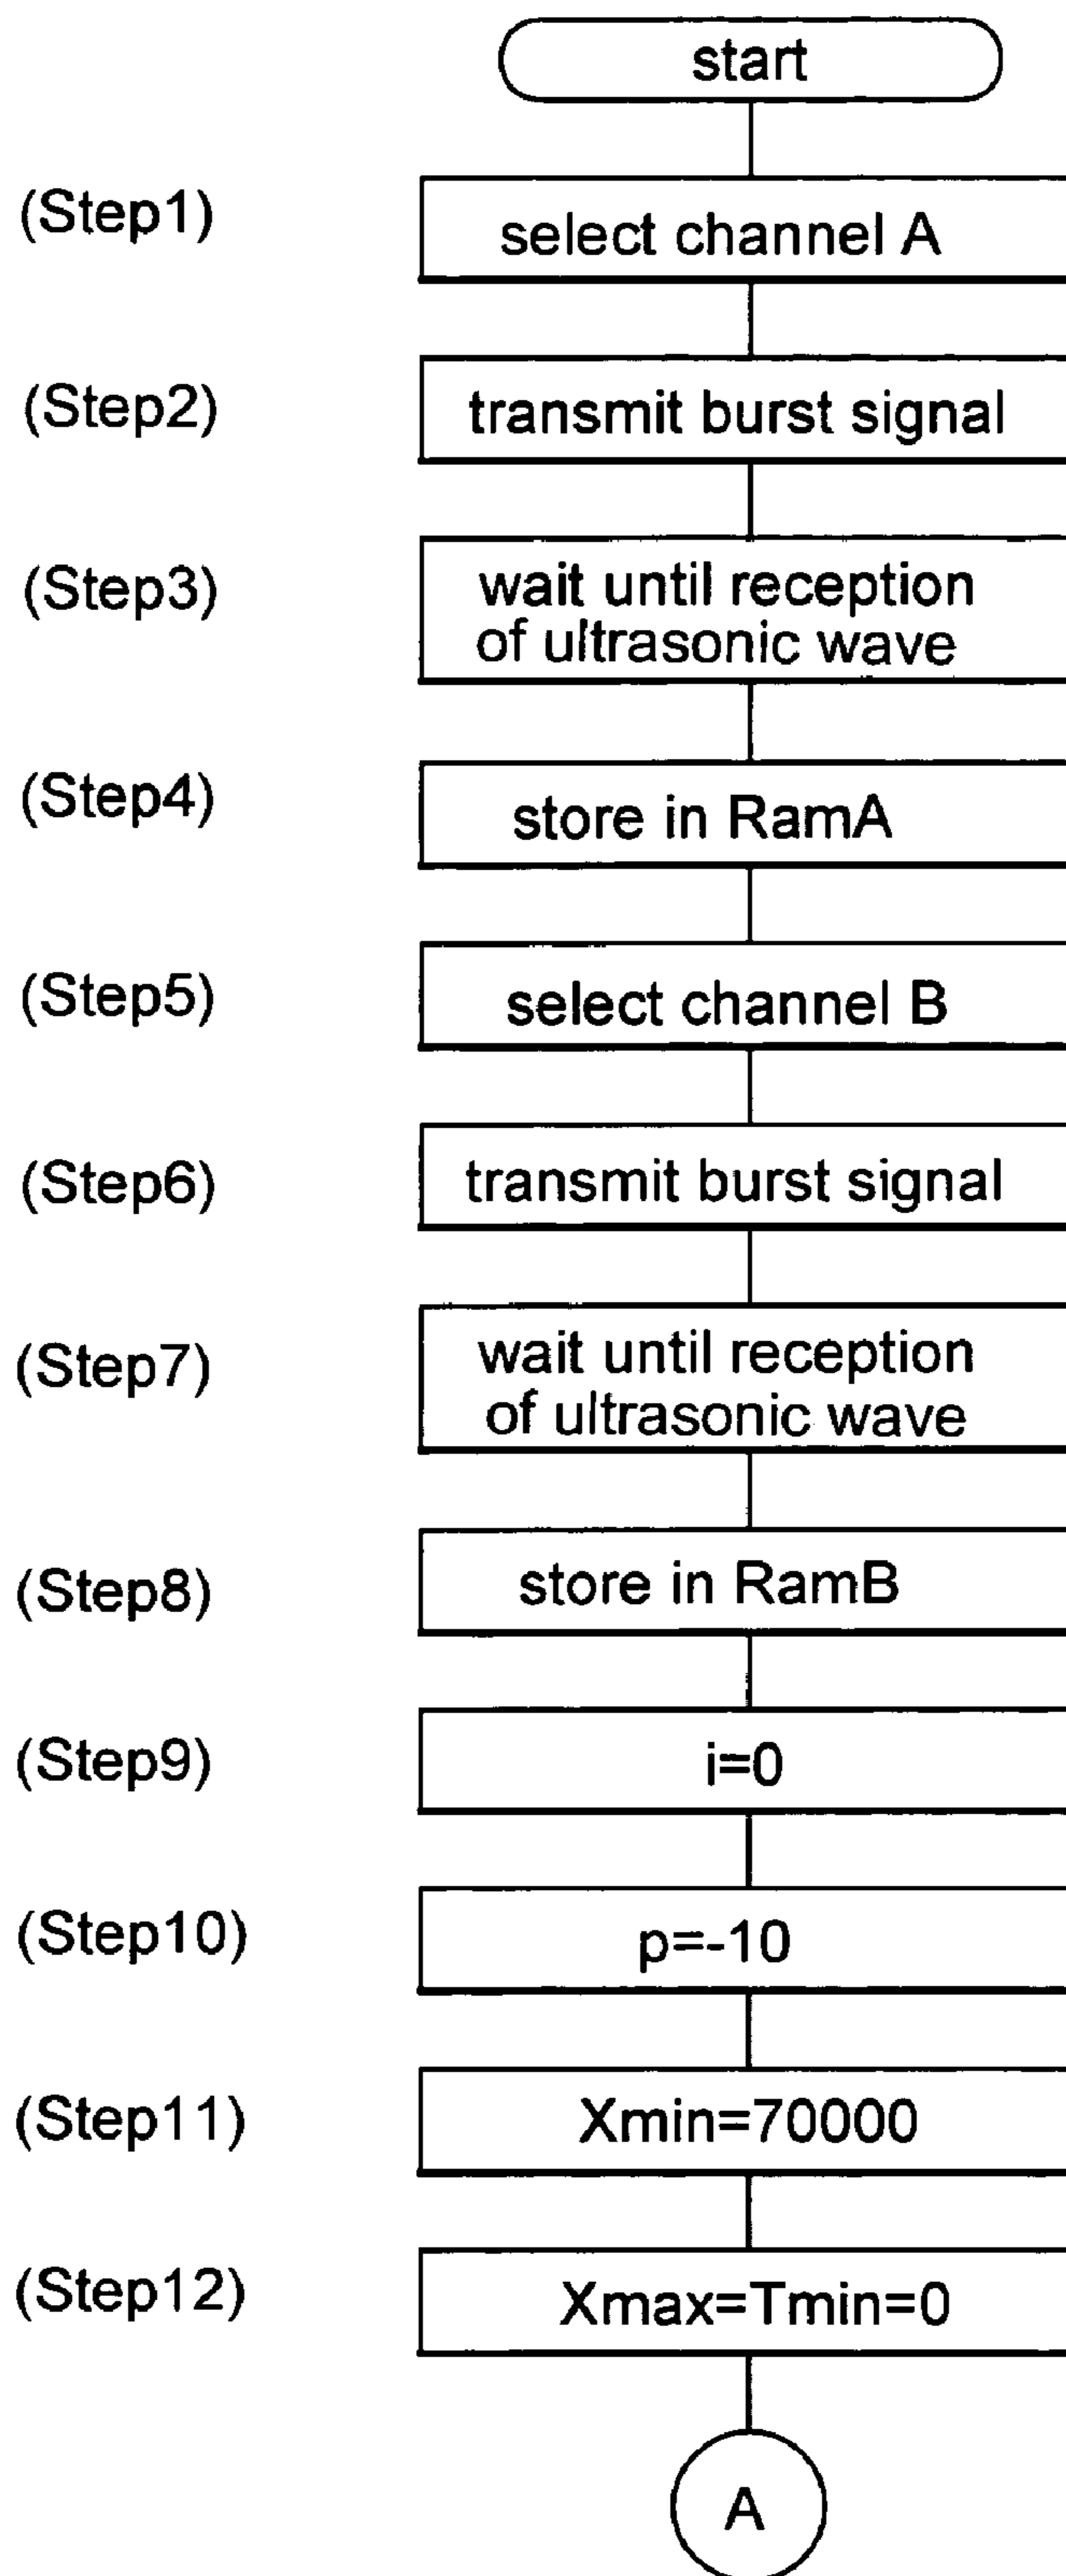 start
(Step1)
select channel A
(Step2)
transmit burst signal
(Step3)
wait until reception
of ultrasonic wave
(Step4)
store in RamA
(Step5)
select channel B
(Step6)
transmit burst signal
(Step7)
wait until reception
of ultrasonic wave
(Step8)
store in RamB
(Step9)
i=0
(Step10)
p=-10
(Step11)
Xmin=70000
(Step12)
Xmax=Tmin=0
A